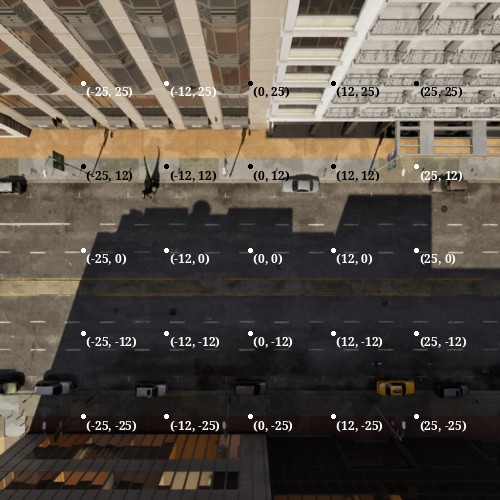 (-25, 25) (-12, 25) (0, 25) (12, 25) (25, 25)
(-25, 12) (-12, 12) (0, 12) (12, 12) (25, 12)
(-25, 0) (-12, 0) (0, 0) (12, 0) (25, 0)
(-25, -12) (-12, -12) (0, -12) (12, -12) (25, -12)
(-25, -25) (-12, -25) (0, -25) (12, -25) (25, -25)